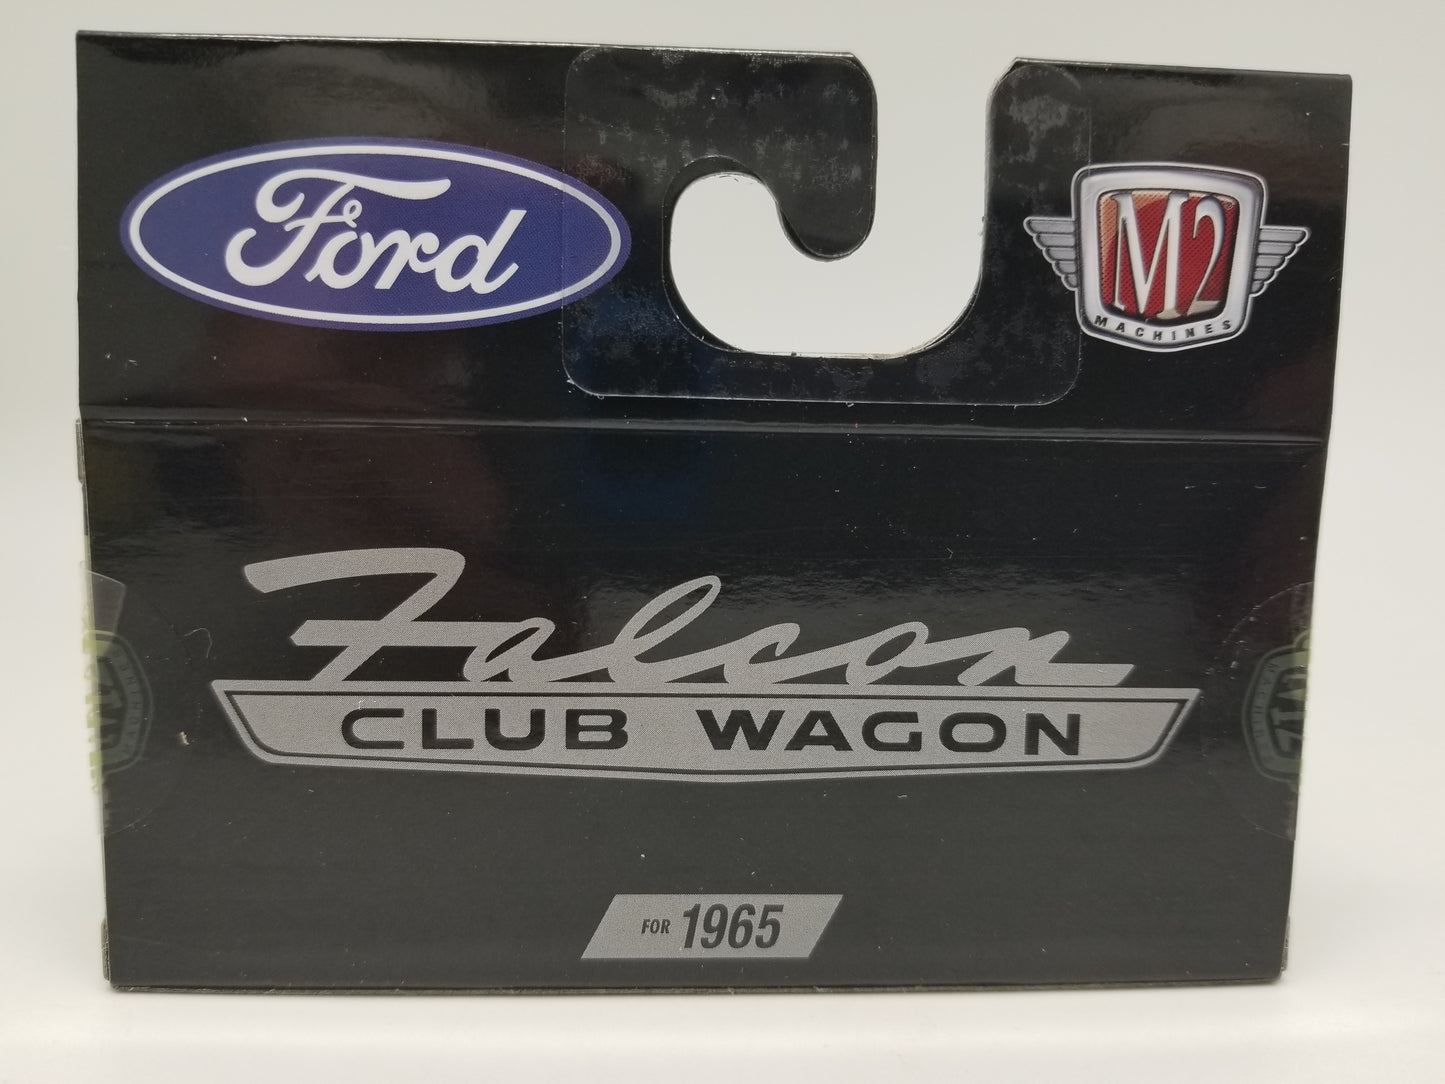 Ford
M2
MACHINES
Falcon
CLUB WAGON
FOR 1965